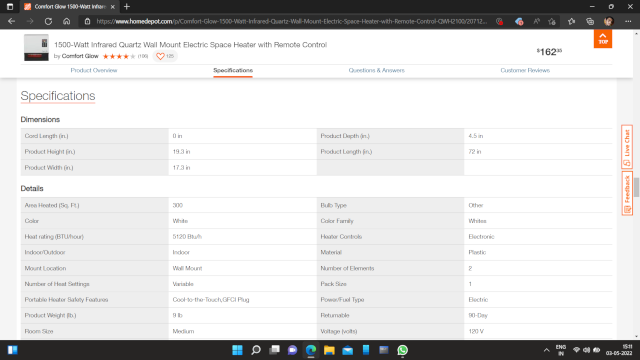 Comfort Glow 1500-Watt Infrare
https://www.homedepot.com/p/Comfort-Glow-1500-Watt-Infrared-Quartz-Wall-Mount-Electric-Space-Heater-with-Remote-Control-QWH2100/20712...
1500-Watt Infrared Quartz Wall Mount Electric Space Heater with Remote Control
by Comfort Glow
$162
TOP
Product Overview Specifications Questions & Answers Customer Reviews
Specifications
Dimensions
Cord Length (in.) 0 in Product Depth (in.) 4.5 in
Product Height (in.) 19.3 in Product Length (in.) 72 in
Product Width (in.) 17.3 in
Live Chat
Feedback
Details
Area Heated (Sq. Ft.) 300 Bulb Type Other
Color White Color Family Whites
Heat rating (BTU/hour) 5120 Btu/h Heater Controls Electronic
Indoor/Outdoor Indoor Material Plastic
Mount Location Wall Mount Number of Elements 2
Number of Heat Settings Variable Pack Size 1
Portable Heater Safety Features Cool-to-the-Touch,GFCI Plug Power/Fuel Type Electric
Product Weight (lb.) 9 lb Returnable 90-Day
Room Size Medium Voltage (volts) 120 V
ENG
IN
15:11
03-05-2022